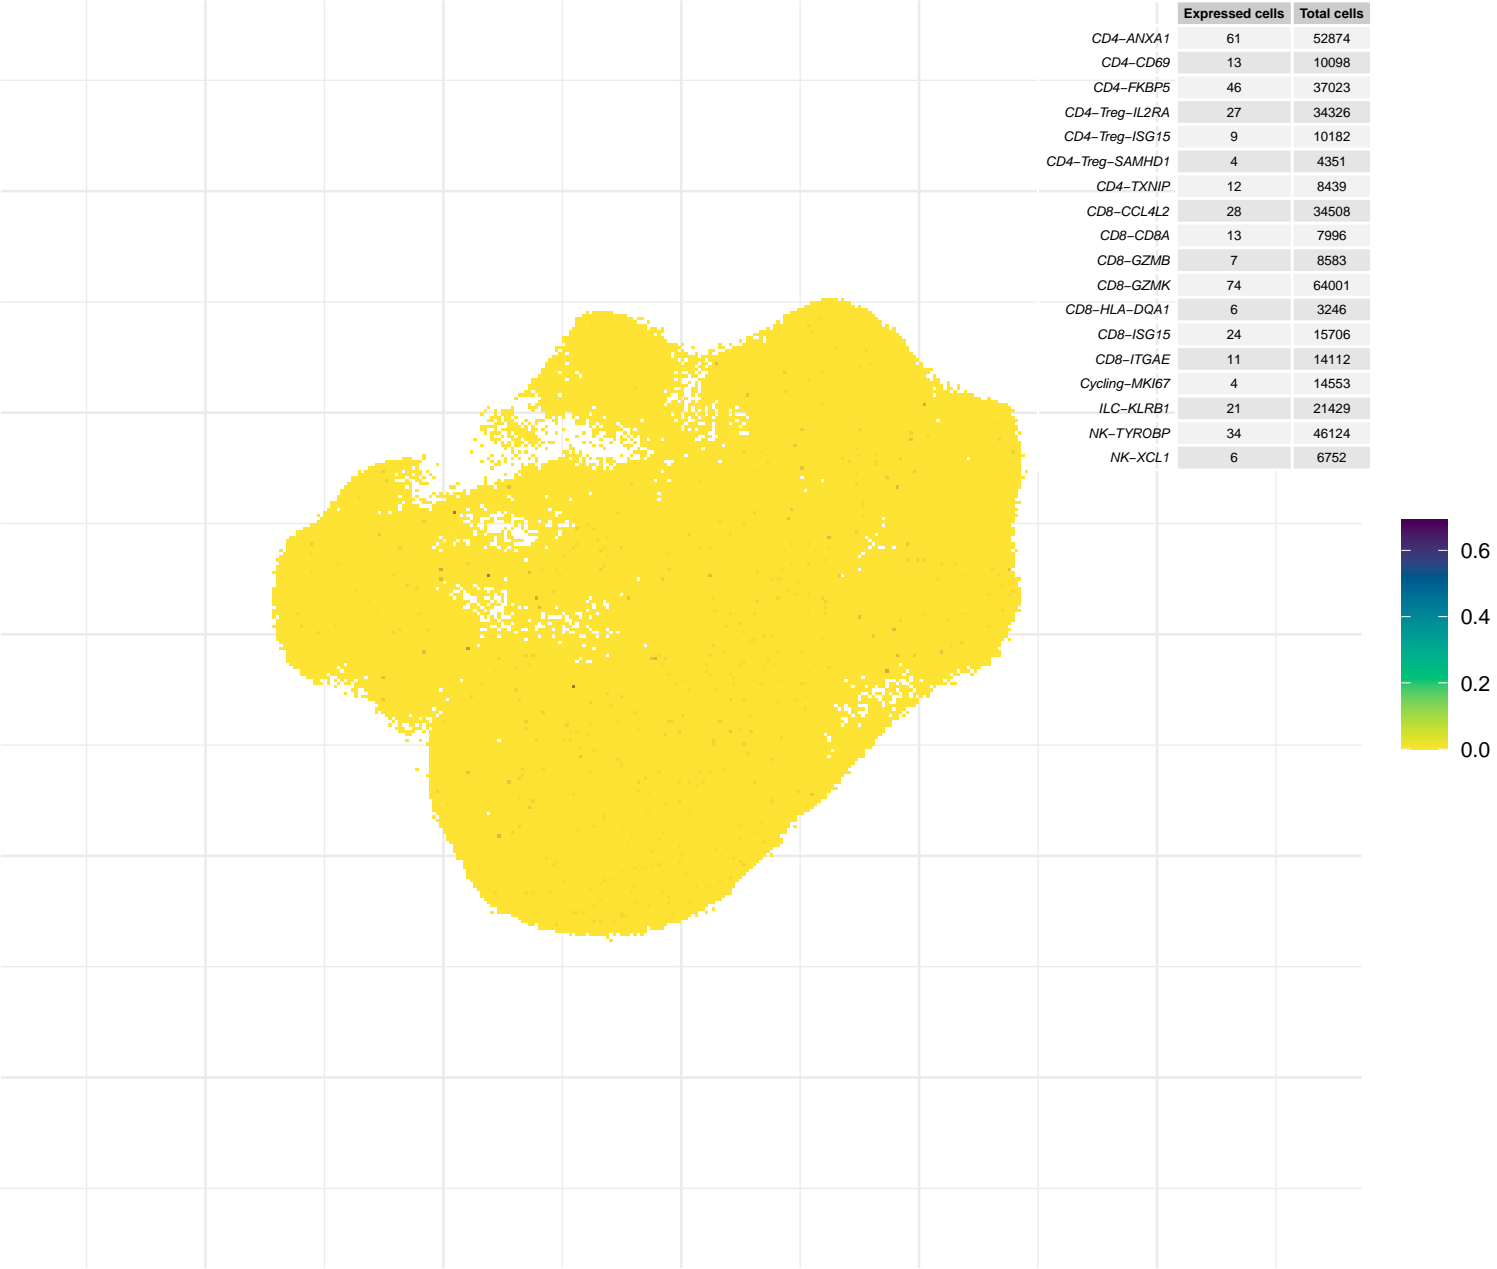 Expressed cells Total cells
CD4−ANXA1 61 52874
CD4−CD69 13 10098
CD4−FKBP5 46 37023
CD4−Treg−IL2RA 27 34326
CD4−Treg−ISG15 9 10182
CD4−Treg−SAMHD1 4 4351
CD4−TXNIP 12 8439
CD8−CCL4L2 28 34508
CD8−CD8A 13 7996
CD8−GZMB 7 8583
CD8−GZMK 74 64001
CD8−HLA−DQA1 6 3246
CD8−ISG15 24 15706
CD8−ITGAE 11 14112
Cycling−MKI67 4 14553
ILC−KLRB1 21 21429
NK−TYROBP 34 46124
NK−XCL1 6 6752
0.6
0.4
0.2
0.0